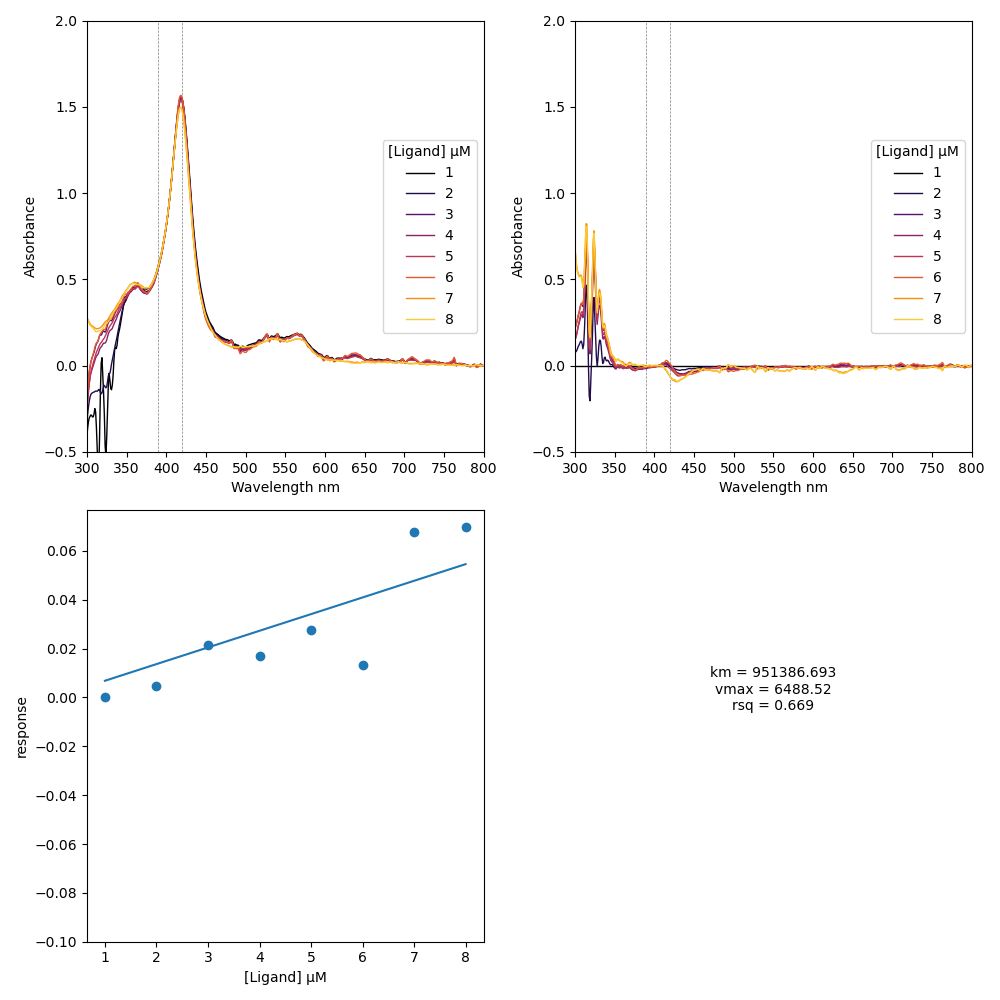 2.0
1.5
1.0
0.5
0.0
−0.5
Absorbance
300 350 400 450 500 550 600 650 700 750 800
Wavelength nm
[Ligand] μM
1
2
3
4
5
6
7
8
2.0
1.5
1.0
0.5
0.0
−0.5
Absorbance
300 350 400 450 500 550 600 650 700 750 800
Wavelength nm
[Ligand] μM
1
2
3
4
5
6
7
8
0.06
0.04
0.02
0.00
−0.02
−0.04
−0.06
−0.08
−0.10
response
1 2 3 4 5 6 7 8
[Ligand] μM
km = 951386.693
vmax = 6488.52
rsq = 0.669